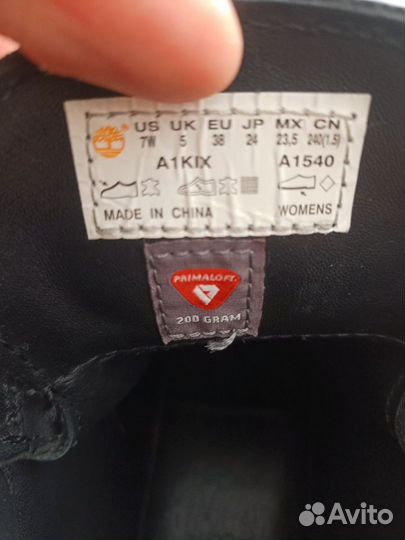 US UK EU JP MX CN
7W 5 38 24 23,5 240(1.5)
A1KIX A1540
MADE IN CHINA WOMENS
PRIMALOFT
200 GRAM
Avito